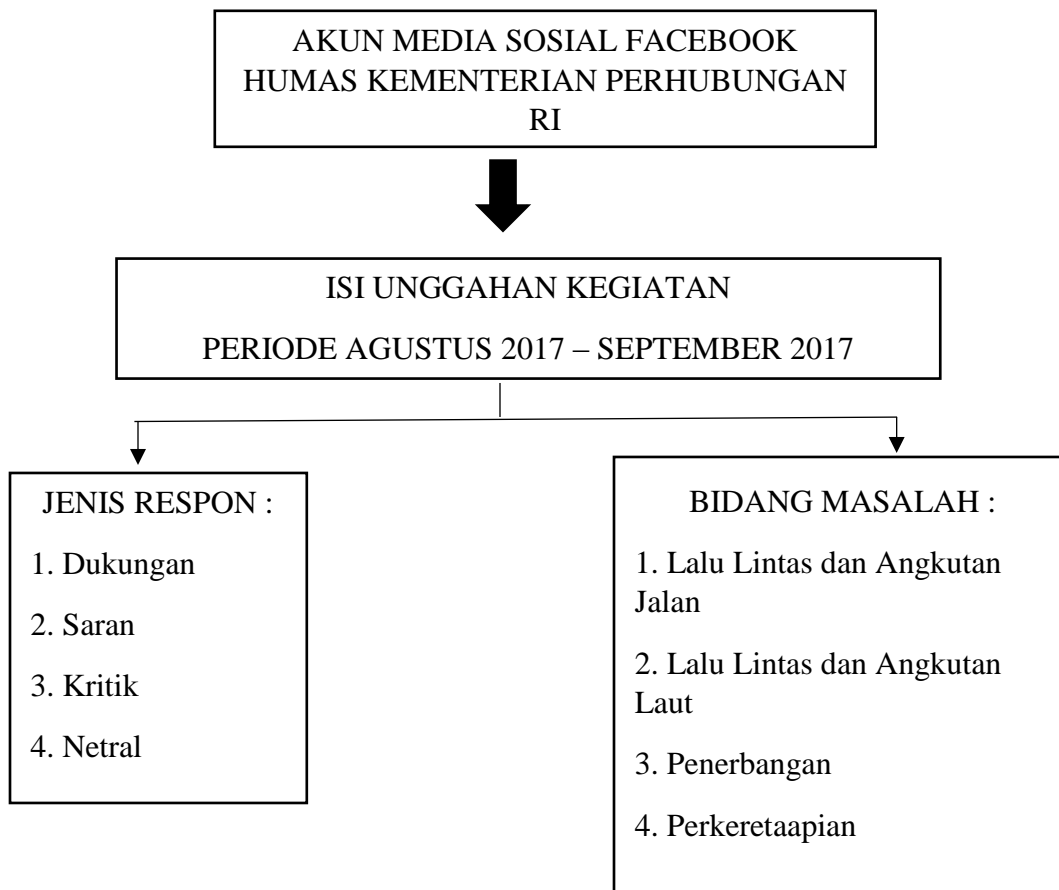 AKUN MEDIA SOSIAL FACEBOOK
HUMAS KEMENTERIAN PERHUBUNGAN
RI
ISI UNGGAHAN KEGIATAN
PERIODE AGUSTUS 2017 – SEPTEMBER 2017
JENIS RESPON :
1. Dukungan
2. Saran
3. Kritik
4. Netral
BIDANG MASALAH :
1. Lalu Lintas dan Angkutan
Jalan
2. Lalu Lintas dan Angkutan
Laut
3. Penerbangan
4. Perkeretaapian